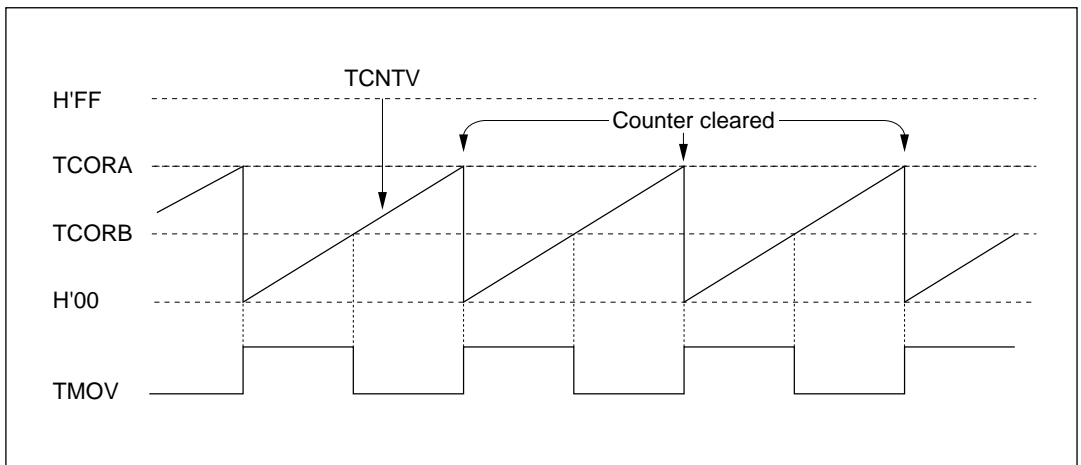 TCNTV
H'FF
Counter cleared
TCORA
TCORB
H'00
TMOV